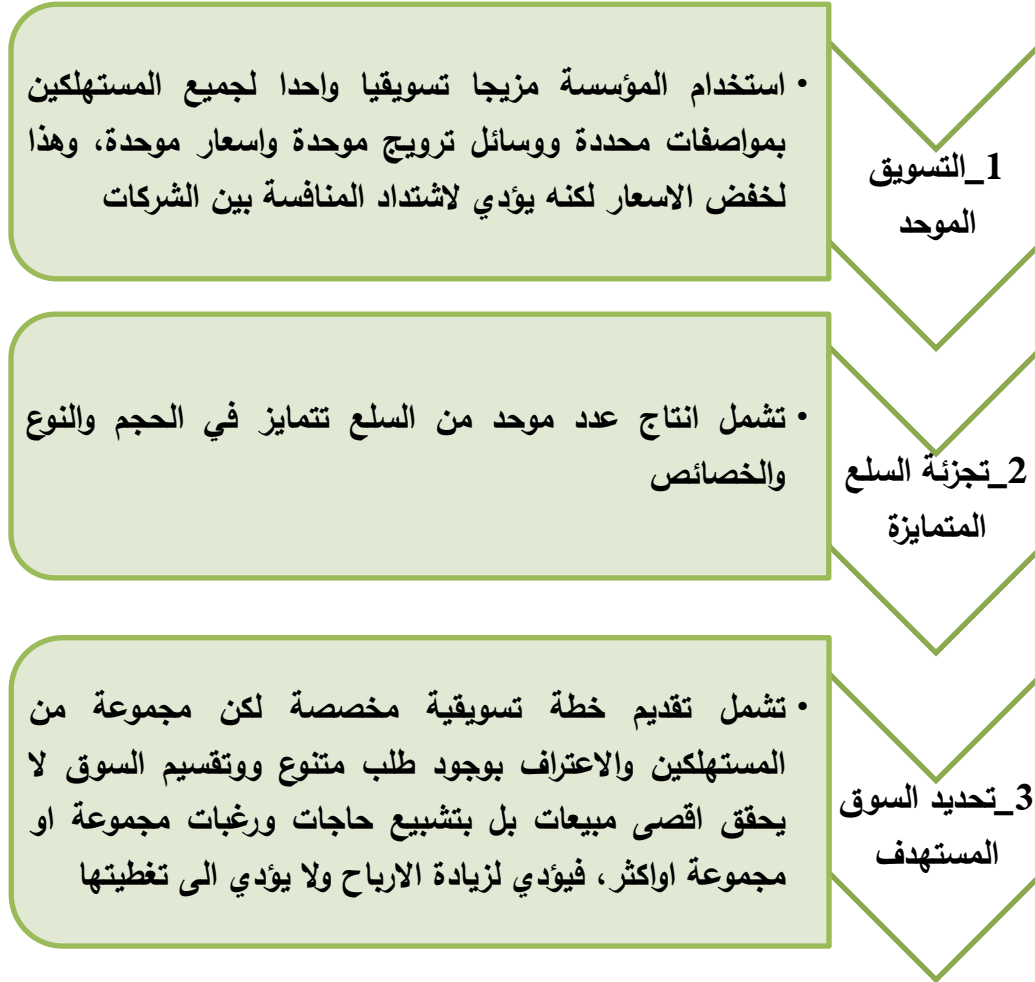 1_التسويق
الموحد
• استخدام المؤسسة مزيجا تسويقيا واحدا لجميع المستهلكين
بمواصفات محددة ووسائل ترويج موحدة واسعار موحدة، وهذا
لخفض الاسعار لكنه يؤدي لاشتداد المنافسة بين الشركات
2_تجزئة السلع
المتمايزة
• تشمل انتاج عدد موحد من السلع تتمايز في الحجم والنوع
والخصائص
3_تحديد السوق
المستهدف
• تشمل تقديم خطة تسويقية مخصصة لكن مجموعة من
المستهلكين والاعتراف بوجود طلب متنوع ووتقسيم السوق لا
يحقق اقصى مبيعات بل بتشبيع حاجات ورغبات مجموعة او
مجموعة اواكثر، فيؤدي لزيادة الارباح ولا يؤدي الى تغطيتها